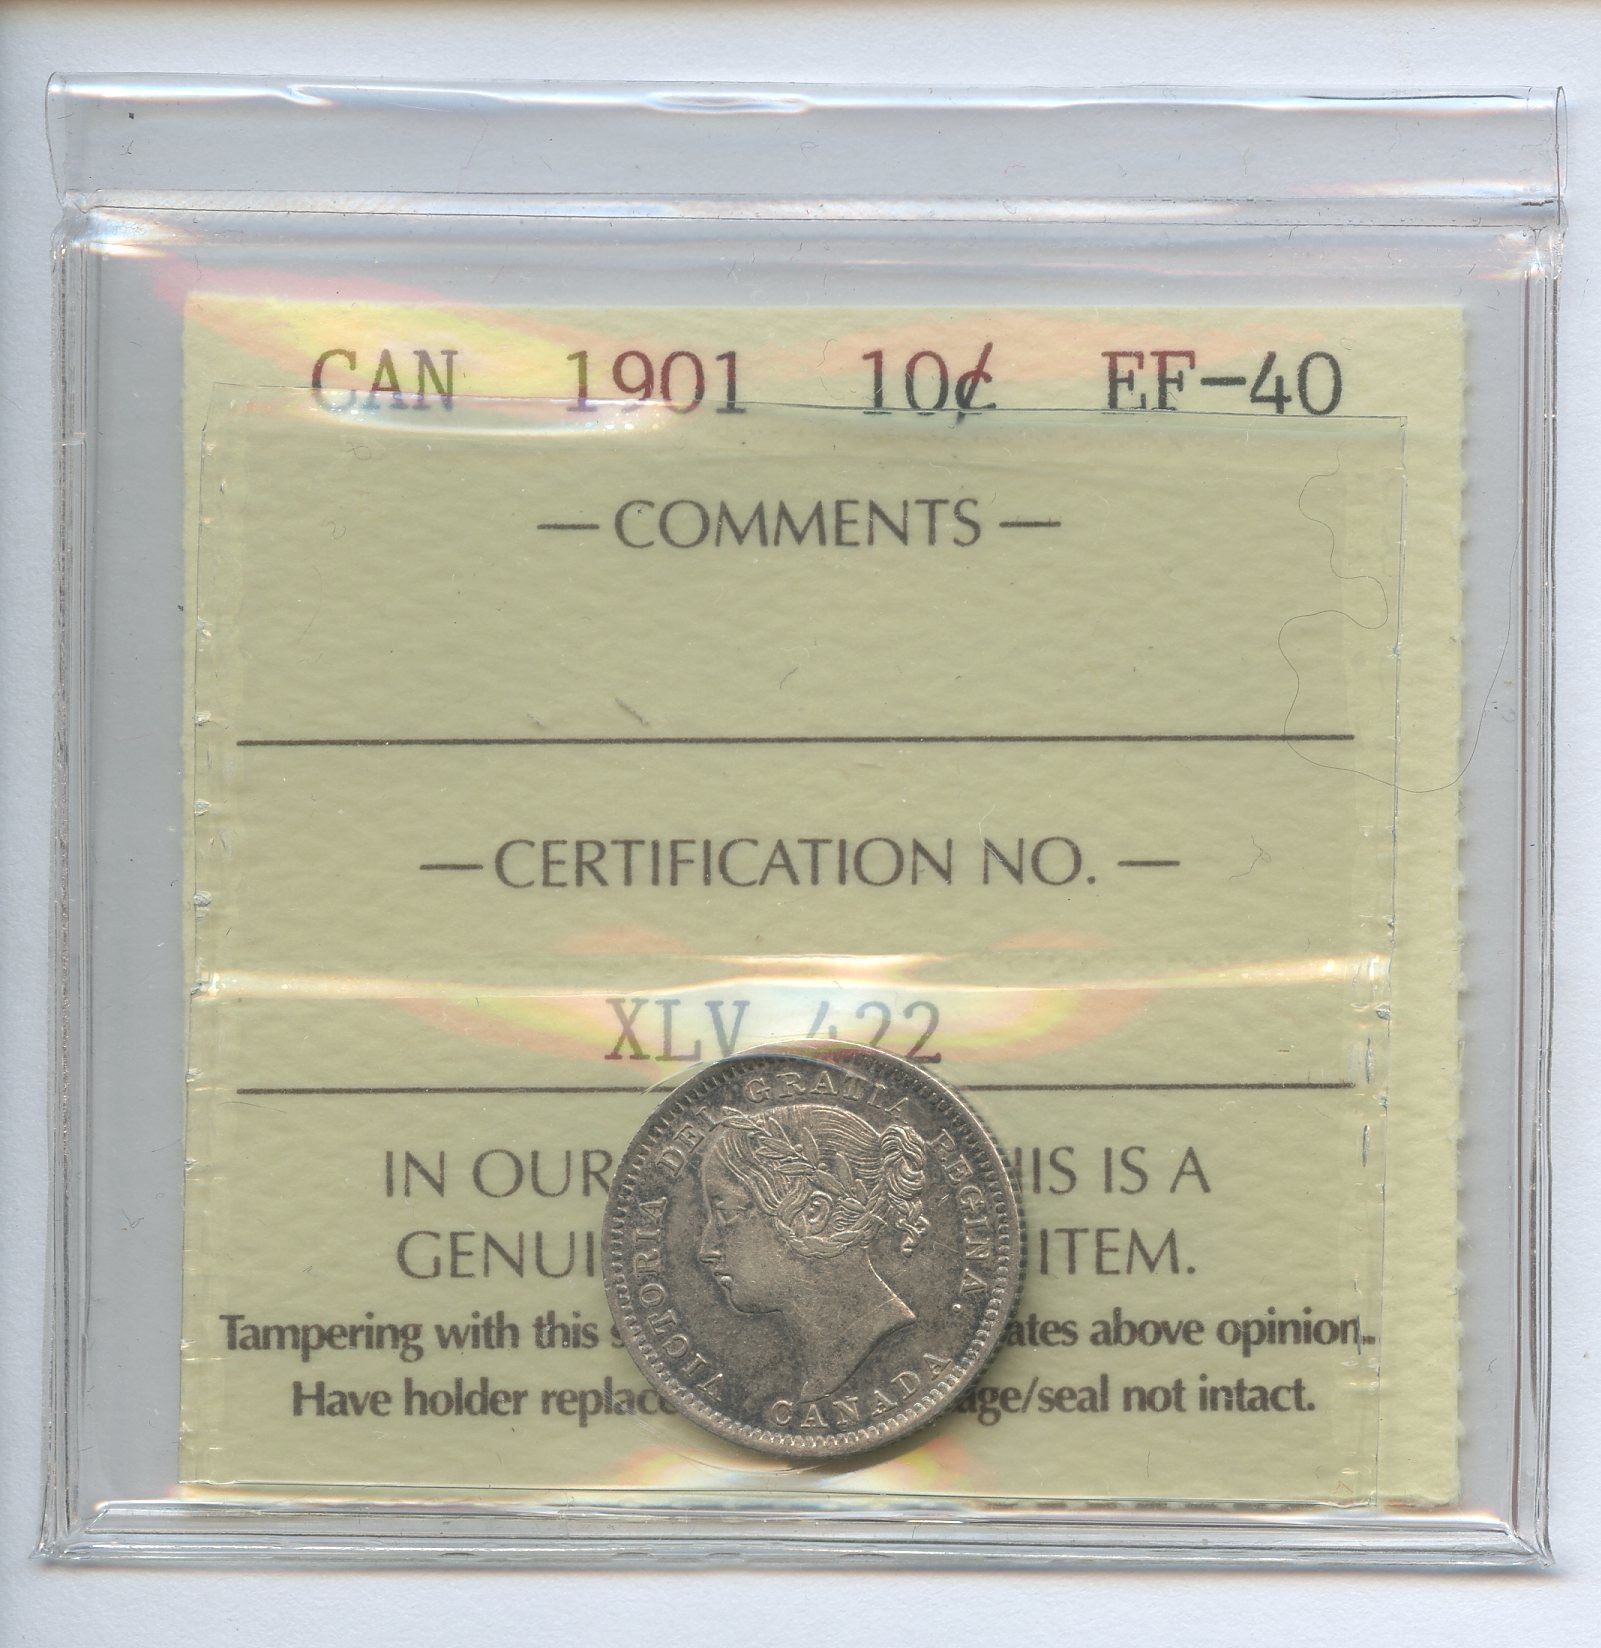 CAN 1901 10¢ EF-40
— COMMENTS —
— CERTIFICATION NO. —
XLV 422
VICTORIA DEI GRATIA REGINA.
CANADA
IN OUR HIS IS A
GENUI ITEM.
Tampering with this s ates above opinion.
Have holder replace age/seal not intact.